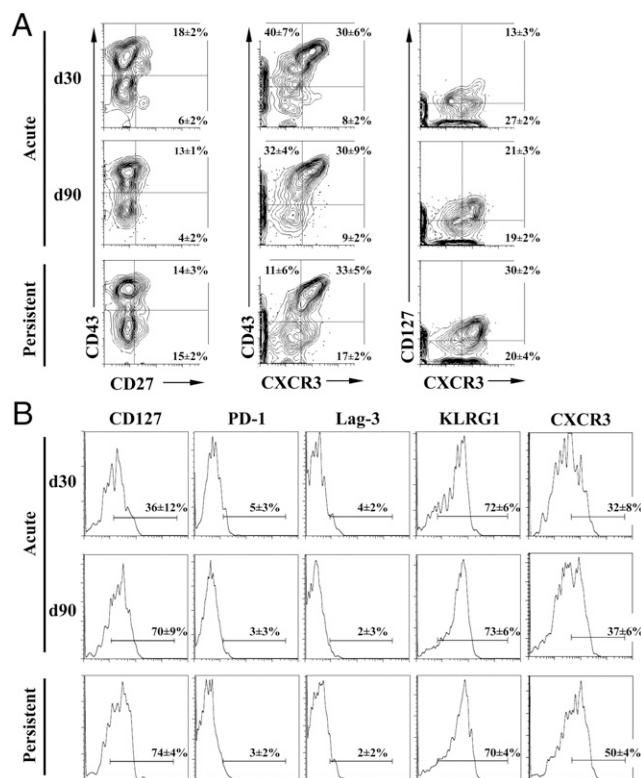 A
Acute
Persistent
d30
d90
18±2%
6±2%
40±7% 30±6%
8±2%
13±3%
27±2%
13±1%
4±2%
32±4% 30±9%
9±2%
21±3%
19±2%
14±3%
15±2%
11±6% 33±5%
17±2%
30±2%
20±4%
CD43
CD27
CD43
CXCR3
CD127
CXCR3
B
CD127 PD-1 Lag-3 KLRG1 CXCR3
Acute
Persistent
d30
36±12% 5±3% 4±2% 72±6% 32±8%
d90
70±9% 3±3% 2±3% 73±6% 37±6%
74±4% 3±2% 2±2% 70±4% 50±4%